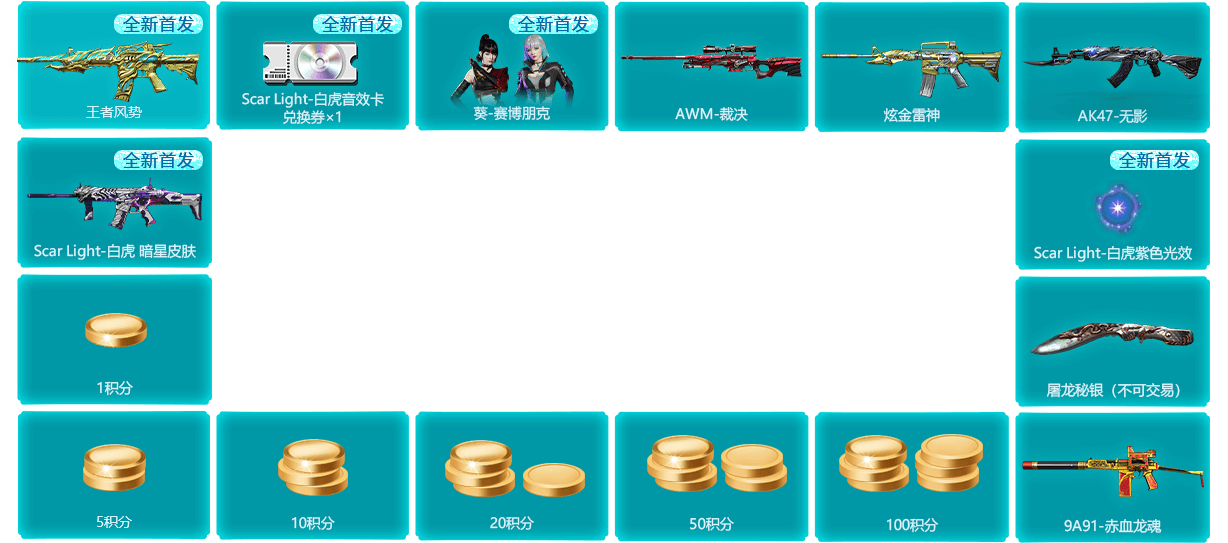 全新首发
王者风势
全新首发
Scar Light-白虎音效卡
兑换券×1
全新首发
葵-赛博朋克
AWM-裁决
炫金雷神
AK47-无影
全新首发
Scar Light-白虎 暗星皮肤
全新首发
Scar Light-白虎紫色光效
1积分
屠龙秘银（不可交易）
5积分
10积分
20积分
50积分
100积分
9A91-赤血龙魂